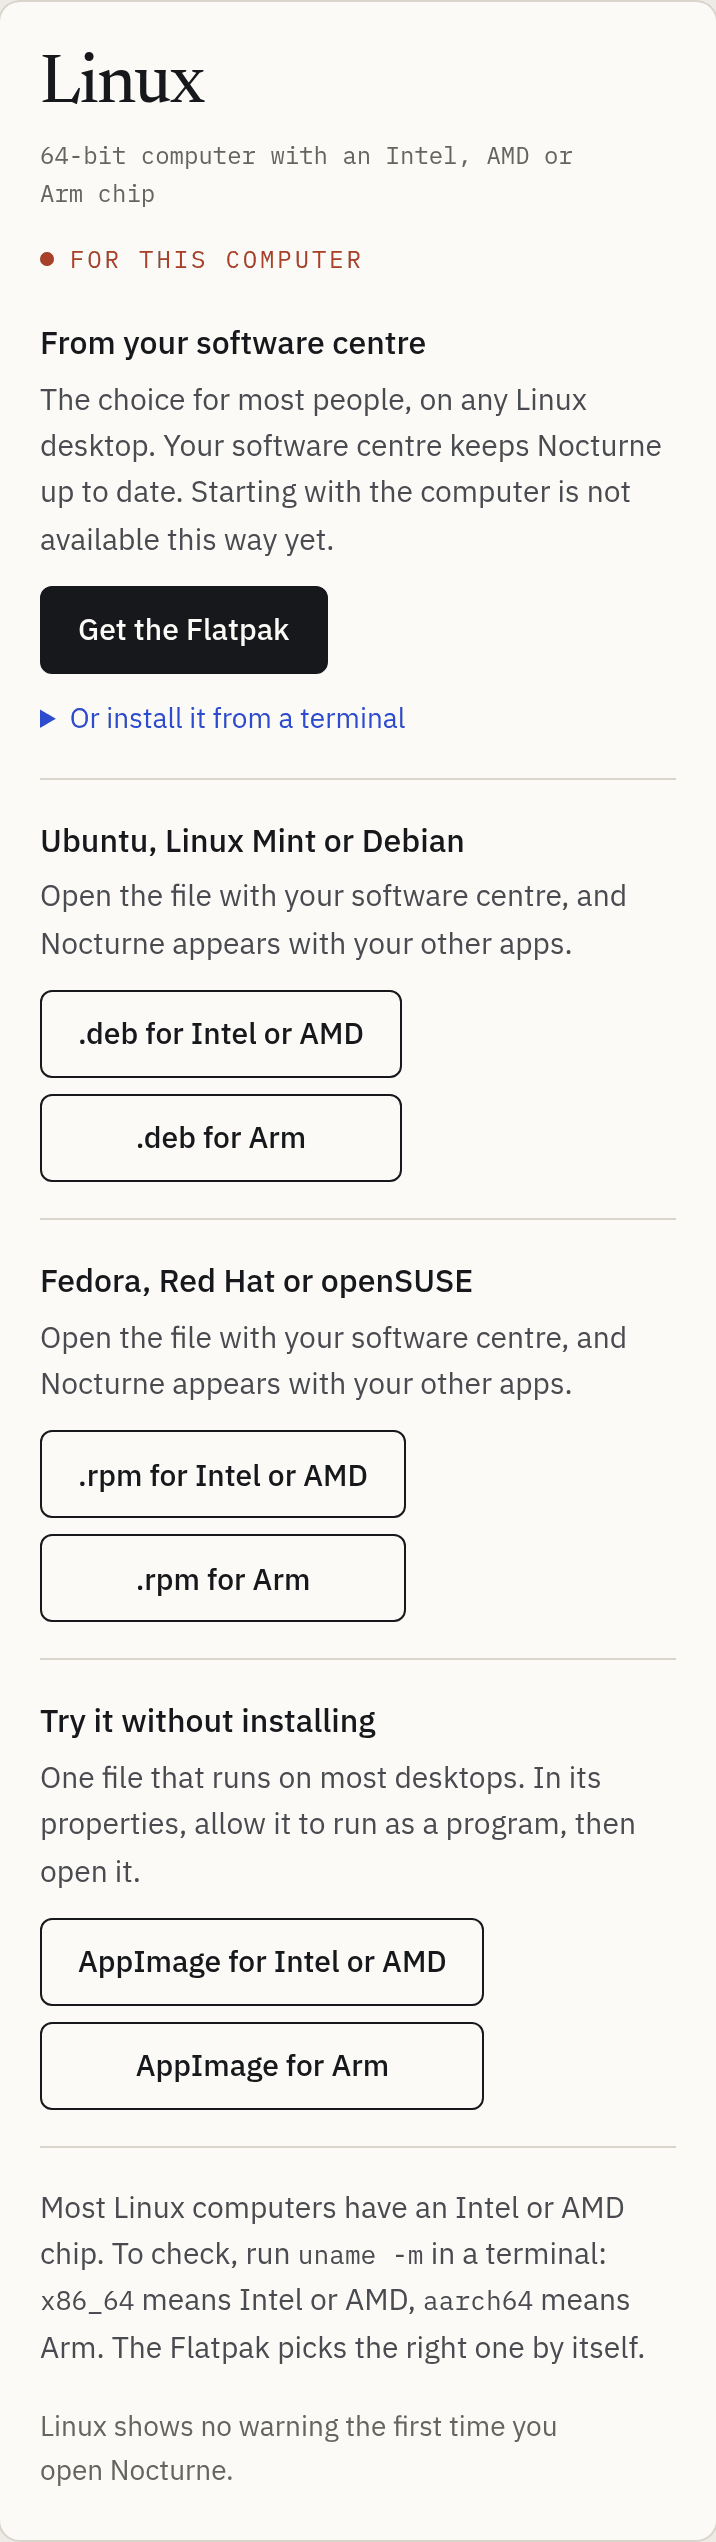 Linux
64-bit computer with an Intel, AMD or
Arm chip
FOR THIS COMPUTER
From your software centre
The choice for most people, on any Linux
desktop. Your software centre keeps Nocturne
up to date. Starting with the computer is not
available this way yet.
Get the Flatpak
Or install it from a terminal
Ubuntu, Linux Mint or Debian
Open the file with your software centre, and
Nocturne appears with your other apps.
.deb for Intel or AMD
.deb for Arm
Fedora, Red Hat or openSUSE
Open the file with your software centre, and
Nocturne appears with your other apps.
.rpm for Intel or AMD
.rpm for Arm
Try it without installing
One file that runs on most desktops. In its
properties, allow it to run as a program, then
open it.
AppImage for Intel or AMD
AppImage for Arm
Most Linux computers have an Intel or AMD
chip. To check, run uname -m in a terminal:
x86_64 means Intel or AMD, aarch64 means
Arm. The Flatpak picks the right one by itself.
Linux shows no warning the first time you
open Nocturne.